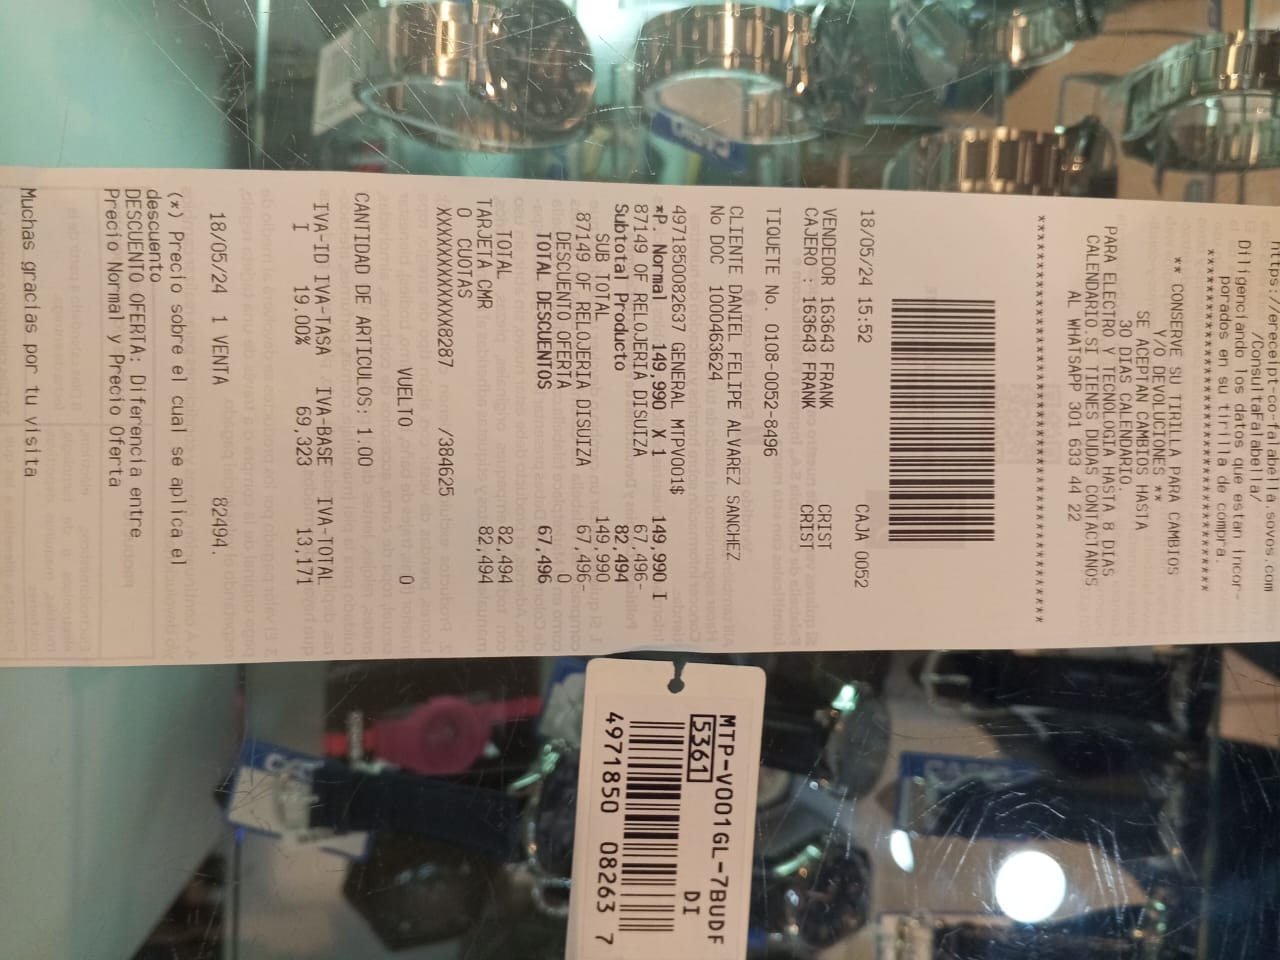 https://ereceipt-co-falabella.sovos.com
/ConsultaFalabella/
Diligenciando los datos que estan incor-
porados en su tirilla de compra.
****************************************
** CONSERVE SU TIRILLA PARA CAMBIOS
Y/O DEVOLUCIONES **
SE ACEPTAN CAMBIOS HASTA
30 DIAS CALENDARIO.
PARA ELECTRO Y TECNOLOGIA HASTA 8 DIAS
CALENDARIO.SI TIENES DUDAS CONTACTANOS
AL WHATSAPP 301 633 44 22
****************************************
18/05/24 15:52 CAJA 0052
VENDEDOR 163643 FRANK CRIST
CAJERO : 163643 FRANK CRIST
TIQUETE No. 0108-0052-8496
CLIENTE DANIEL FELIPE ALVAREZ SANCHEZ
No DOC 1000463624
4971850082637 GENERAL MTPV001$
*P. Normal 149,990 X 1 149,990 I
87149 OF RELOJERIA DISUIZA 67,496-
Subtotal Producto 82,494
SUB TOTAL 149,990
87149 OF RELOJERIA DISUIZA 67,496-
DESCUENTO OFERTA 0
TOTAL DESCUENTOS 67,496
TOTAL 82,494
TARJETA CMR 82,494
0 CUOTAS
XXXXXXXXXXXX8287 /384625
VUELTO 0
CANTIDAD DE ARTICULOS: 1.00
IVA-ID IVA-TASA IVA-BASE IVA-TOTAL
I 19.00% 69,323 13,171
18/05/24 1 VENTA 82494.
(*) Precio sobre el cual se aplica el
descuento
DESCUENTO OFERTA: Diferencia entre
Precio Normal y Precio Oferta
Muchas gracias por tu visita
MTP-V001GL-7BUDF
5361 DI
4971850 08263 7
CASIO